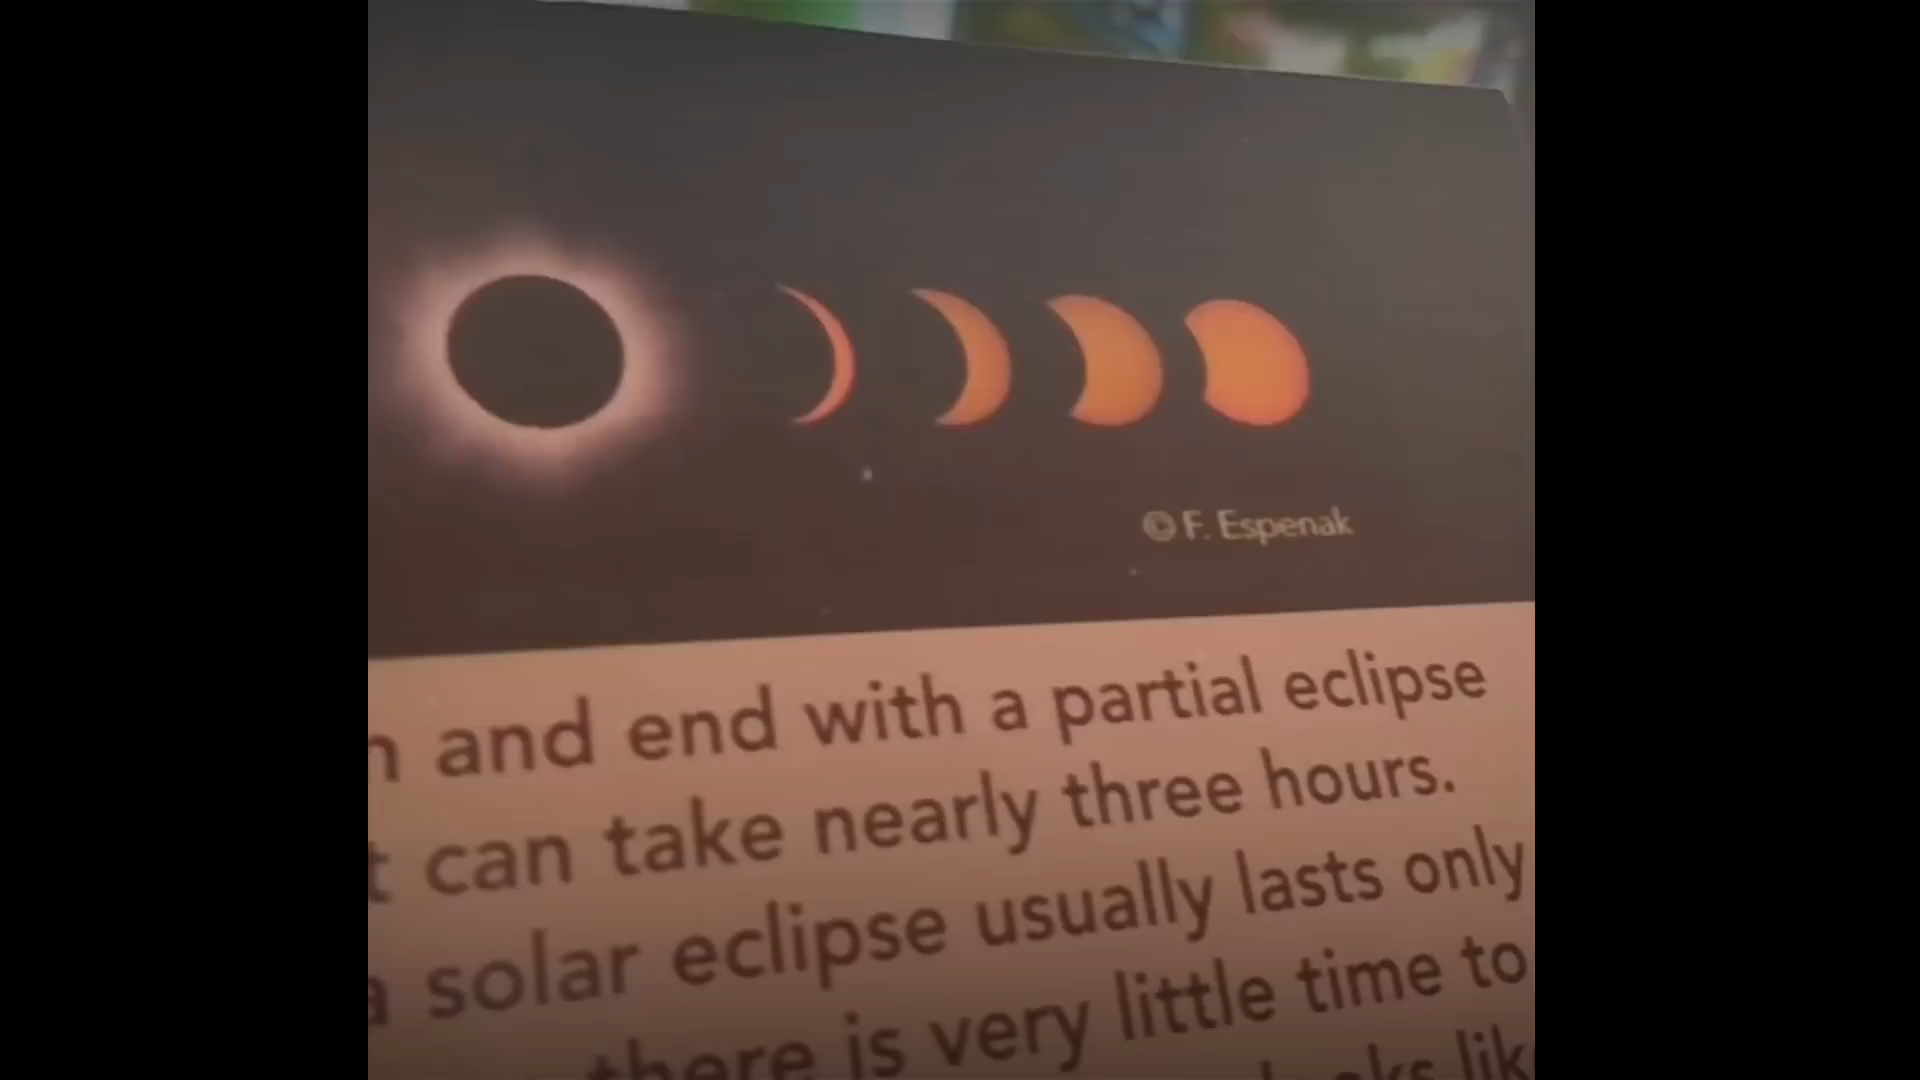 © F. Espenak
and end with a partial eclipse
can take nearly three hours.
solar eclipse usually lasts only
there is very little time to